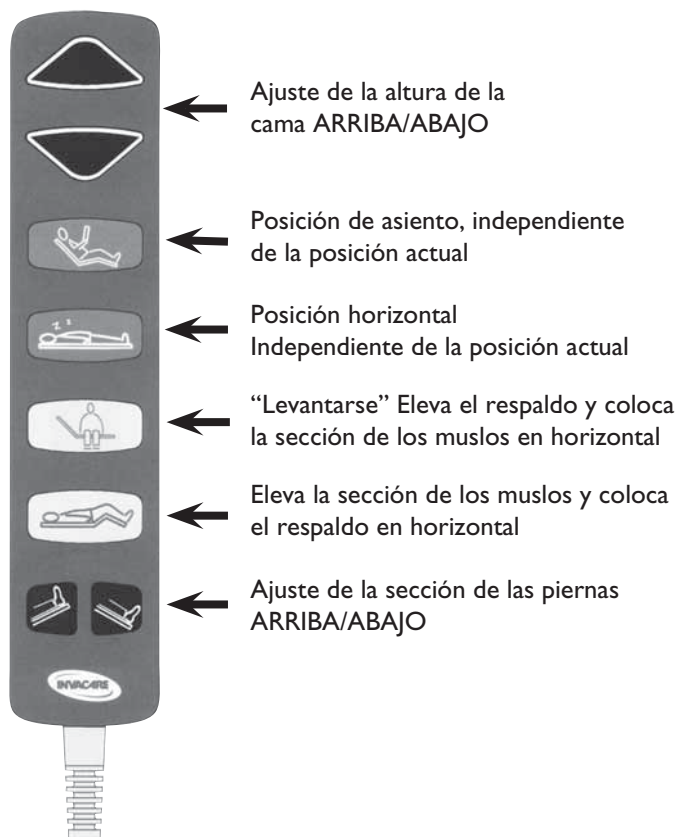 Ajuste de la altura de la
cama ARRIBA/ABAJO
Posición de asiento, independiente
de la posición actual
z z
Posición horizontal
Independiente de la posición actual
“Levantarse” Eleva el respaldo y coloca
la sección de los muslos en horizontal
Eleva la sección de los muslos y coloca
el respaldo en horizontal
Ajuste de la sección de las piernas
ARRIBA/ABAJO
INVACARE